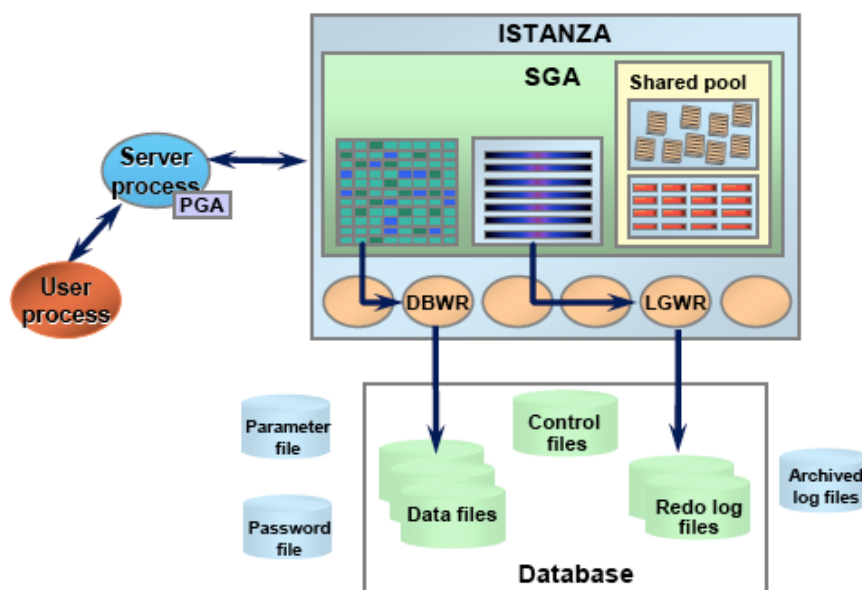 ISTANZA
SGA
Shared pool
Server
process
PGA
User
process
DBWR
LGWR
Parameter
file
Control
files
Archived
log files
Password
file
Data files
Redo log
files
Database